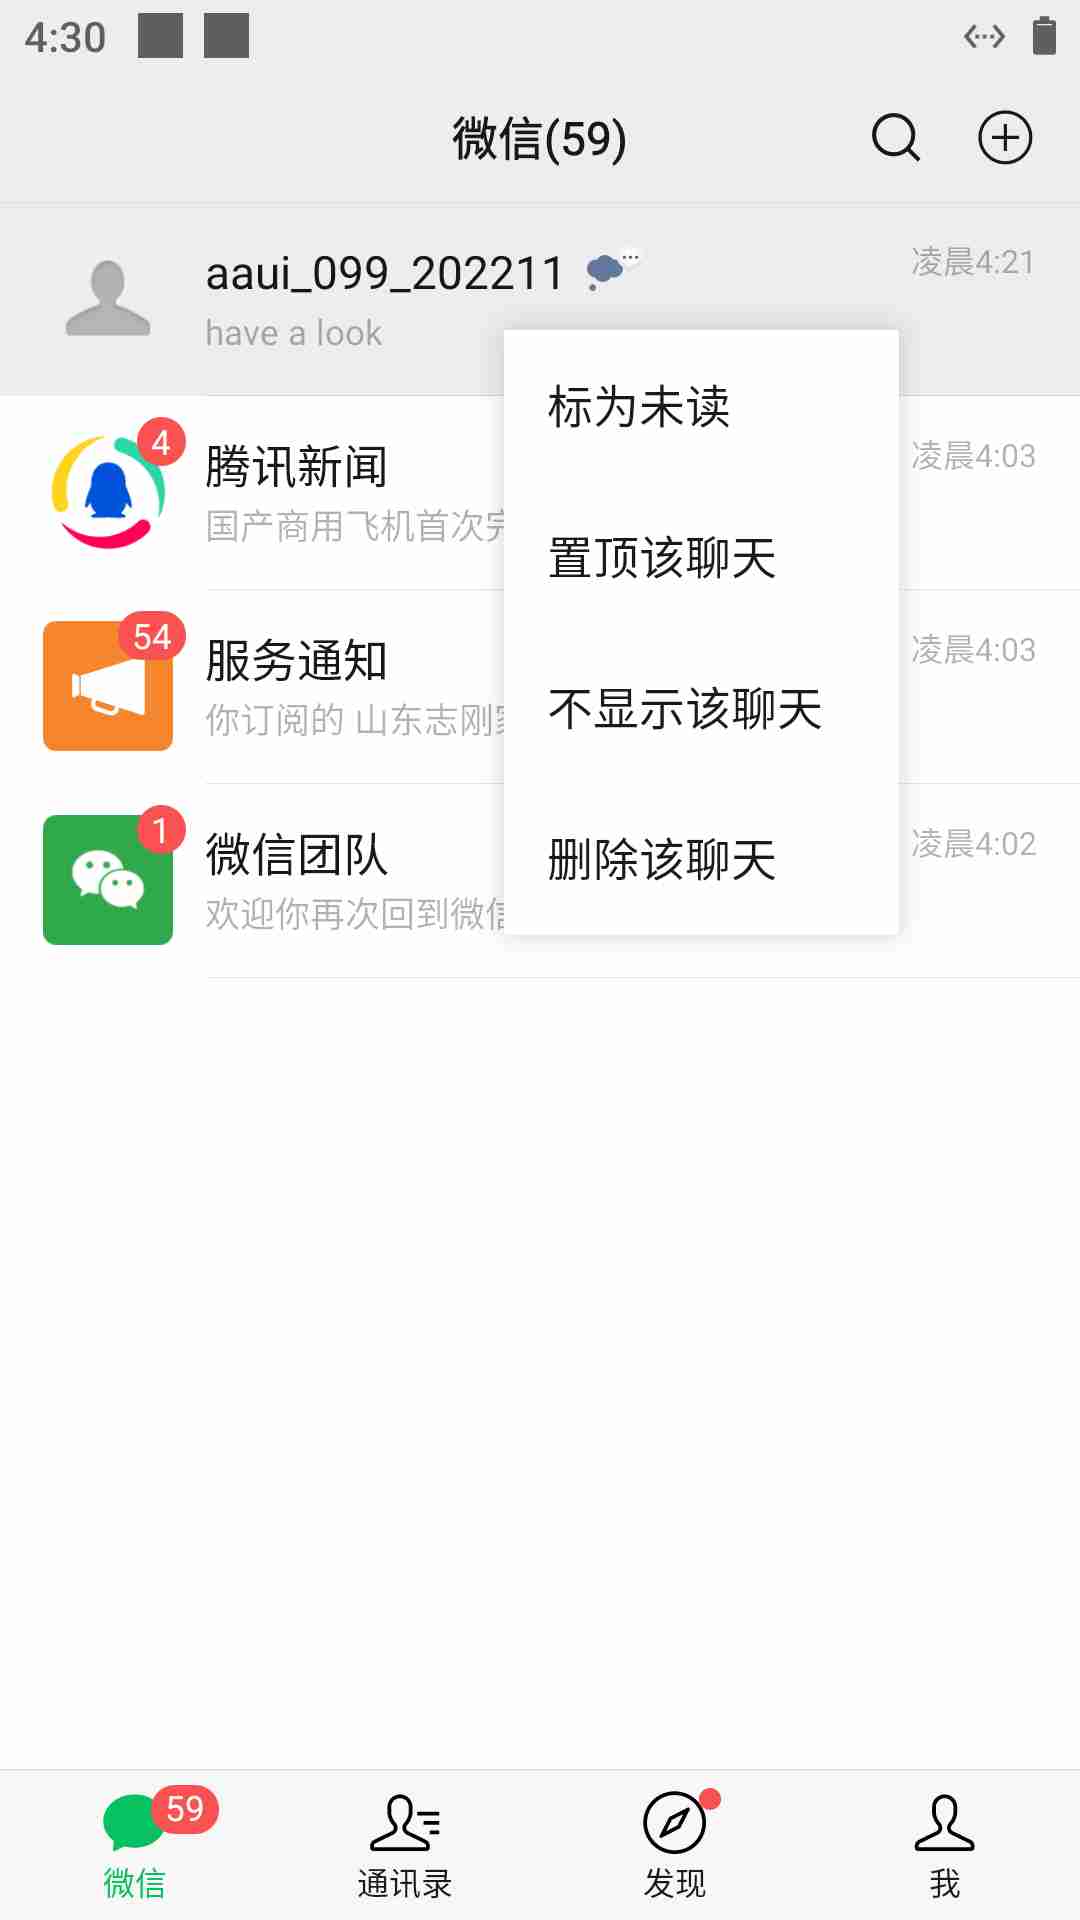 4:30
微信(59)
aaui_099_202211
凌晨4:21
have a look
标为未读
置顶该聊天
不显示该聊天
删除该聊天
4
腾讯新闻
凌晨4:03
国产商用飞机首次
54
服务通知
凌晨4:03
你订阅的 山东志刚
1
微信团队
凌晨4:02
欢迎你再次回到微信
59
微信
通讯录
发现
我